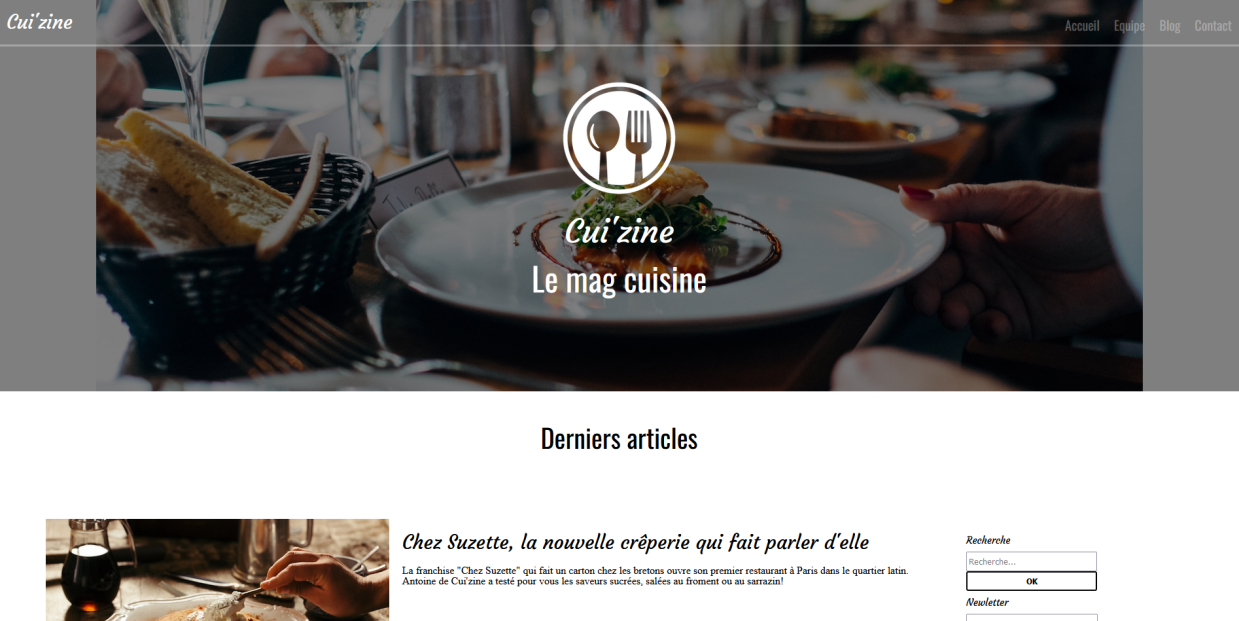 Cui'zine
Accueil Equipe Blog Contact
Cui'zine
Le mag cuisine
Derniers articles
Chez Suzette, la nouvelle crêperie qui fait parler d'elle
La franchise "Chez Suzette" qui fait un carton chez les bretons ouvre son premier restaurant à Paris dans le quartier latin.
Antoine de Cui'zine a testé pour vous les saveurs sucrées, salées au froment ou au sarrazin!
Recherche
Recherche...
OK
Newletter